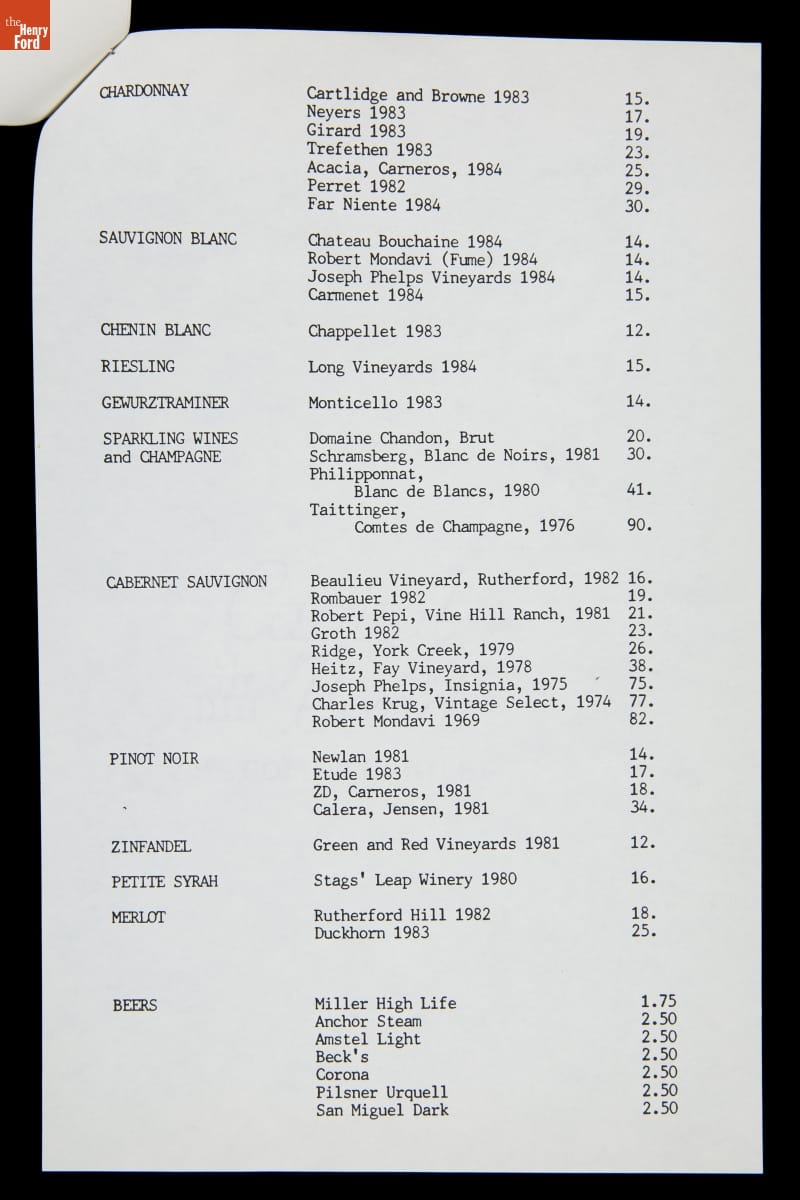 the
Henry
Ford
CHARDONNAY Cartlidge and Browne 1983 15.
Neyers 1983 17.
Girard 1983 19.
Trefethen 1983 23.
Acacia, Carneros, 1984 25.
Perret 1982 29.
Far Niente 1984 30.
SAUVIGNON BLANC Chateau Bouchaine 1984 14.
Robert Mondavi (Fume) 1984 14.
Joseph Phelps Vineyards 1984 14.
Carmenet 1984 15.
CHENIN BLANC Chappellet 1983 12.
RIESLING Long Vineyards 1984 15.
GEWURZTRAMINER Monticello 1983 14.
SPARKLING WINES Domaine Chandon, Brut 20.
and CHAMPAGNE Schramsberg, Blanc de Noirs, 1981 30.
Philipponnat,
Blanc de Blancs, 1980 41.
Taittinger,
Comtes de Champagne, 1976 90.
CABERNET SAUVIGNON Beaulieu Vineyard, Rutherford, 1982 16.
Rombauer 1982 19.
Robert Pepi, Vine Hill Ranch, 1981 21.
Groth 1982 23.
Ridge, York Creek, 1979 26.
Heitz, Fay Vineyard, 1978 38.
Joseph Phelps, Insignia, 1975 75.
Charles Krug, Vintage Select, 1974 77.
Robert Mondavi 1969 82.
PINOT NOIR Newlan 1981 14.
Etude 1983 17.
ZD, Carneros, 1981 18.
Calera, Jensen, 1981 34.
ZINFANDEL Green and Red Vineyards 1981 12.
PETITE SYRAH Stags' Leap Winery 1980 16.
MERLOT Rutherford Hill 1982 18.
Duckhorn 1983 25.
BEERS Miller High Life 1.75
Anchor Steam 2.50
Amstel Light 2.50
Beck's 2.50
Corona 2.50
Pilsner Urquell 2.50
San Miguel Dark 2.50